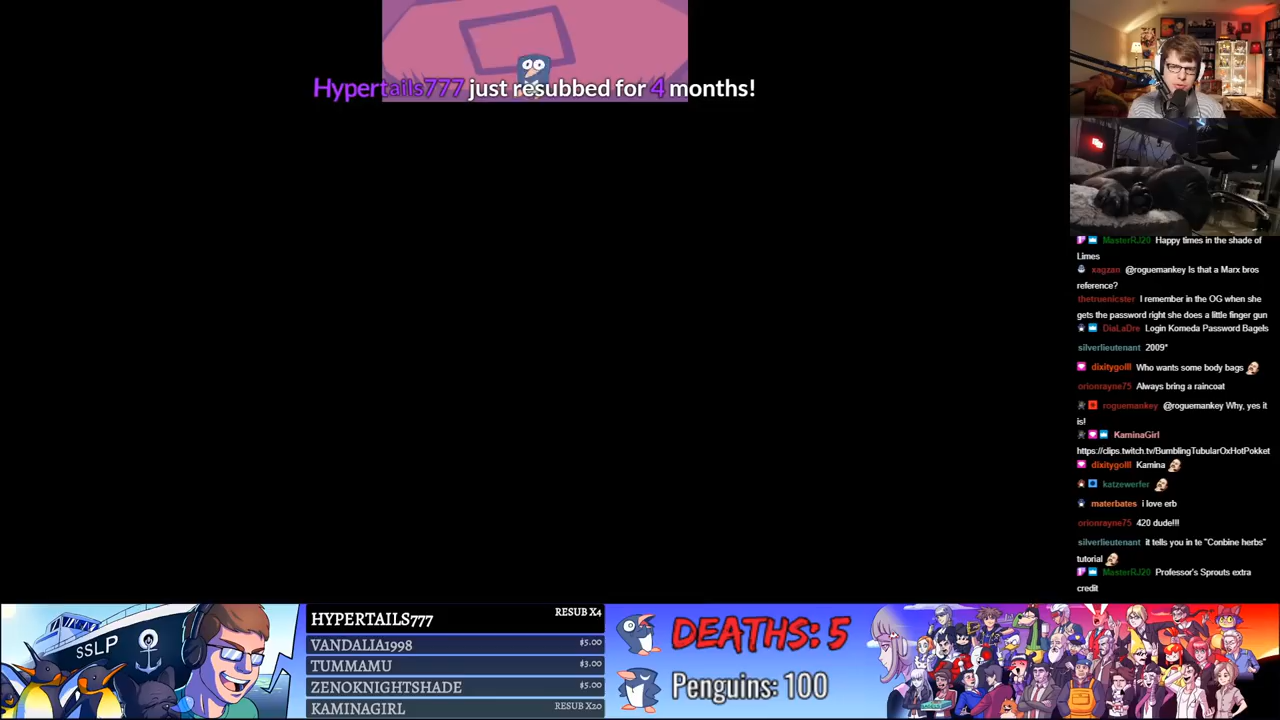 Hypertails777 just resubbed for 4 months!
MasterRJ20 Happy times in the shade of
Limes
xagzan @roguemankey Is that a Marx bros
reference?
thetruenicster I remember in the OG when she
gets the password right she does a little finger gun
DiaLaDre Login Komeda Password Bagels
silverlieutenant 2009*
dixitygolll Who wants some body bags
orionrayne75 Always bring a raincoat
roguemankey @roguemankey Why, yes it
is!
KaminaGirl
https://clips.twitch.tv/BumblingTubularOxHotPokket
dixitygolll Kamina
katzewerfer
materbates i love erb
orionrayne75 420 dude!!!
silverlieutenant it tells you in te "Conbine herbs"
tutorial
MasterRJ20 Professor's Sprouts extra
credit
SSLP
HYPERTAILS777 RESUB X4
VANDALIA1998 $5.00
TUMMAMU $3.00
ZENOKNIGHTSHADE $5.00
KAMINAGIRL RESUB X20
DEATHS: 5
Penguins: 100